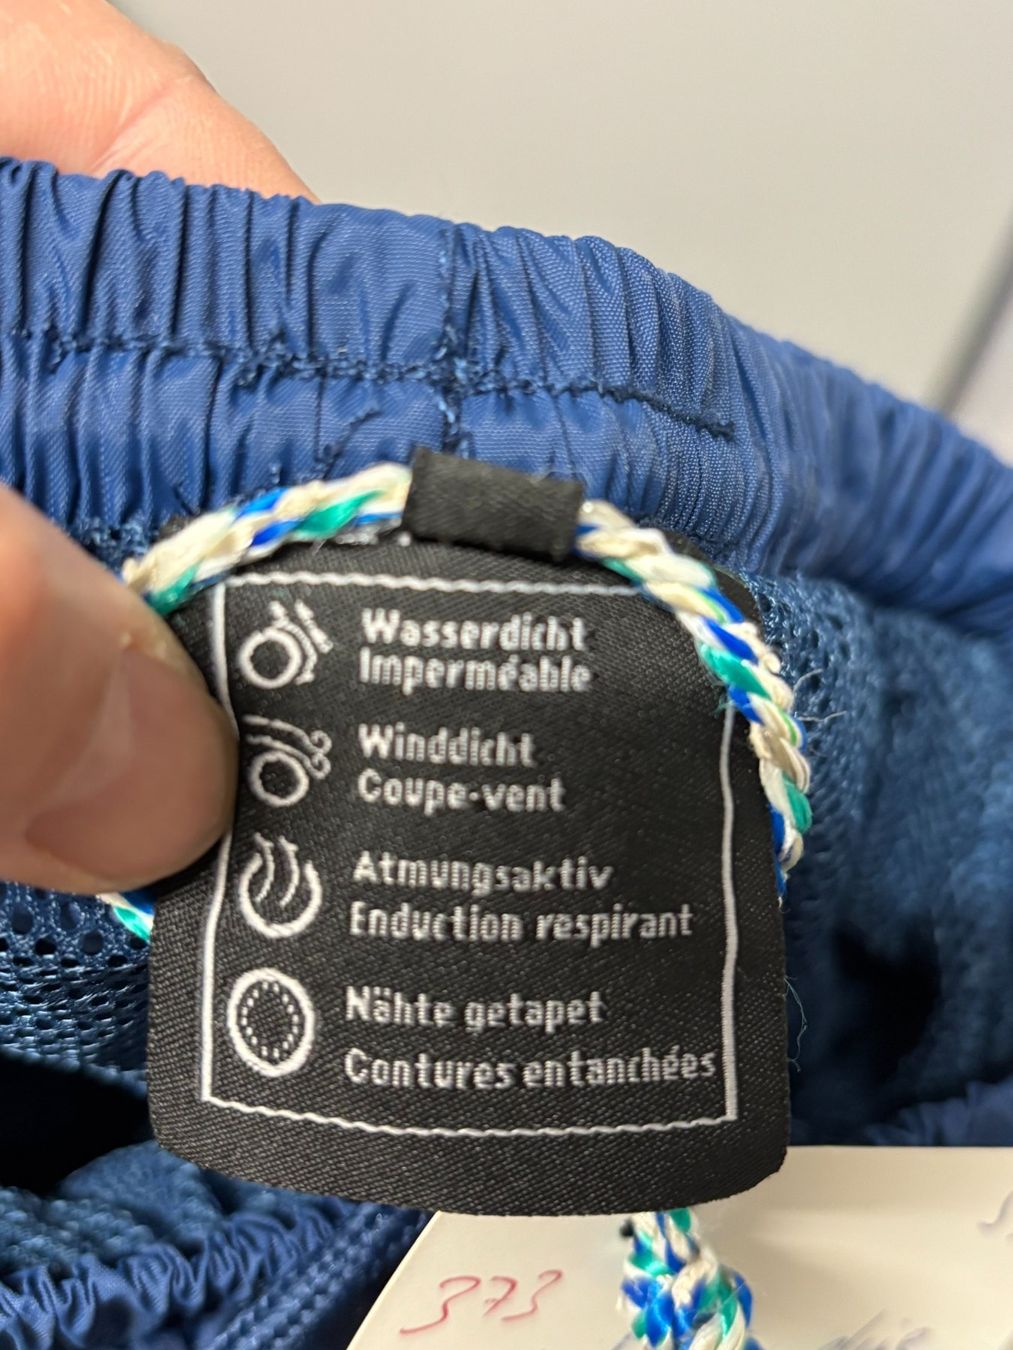 Wasserdicht
Imperméable
Winddicht
Coupe-vent
Atmungsaktiv
Enduction respirant
Nähte getapet
Contures entanchées
373